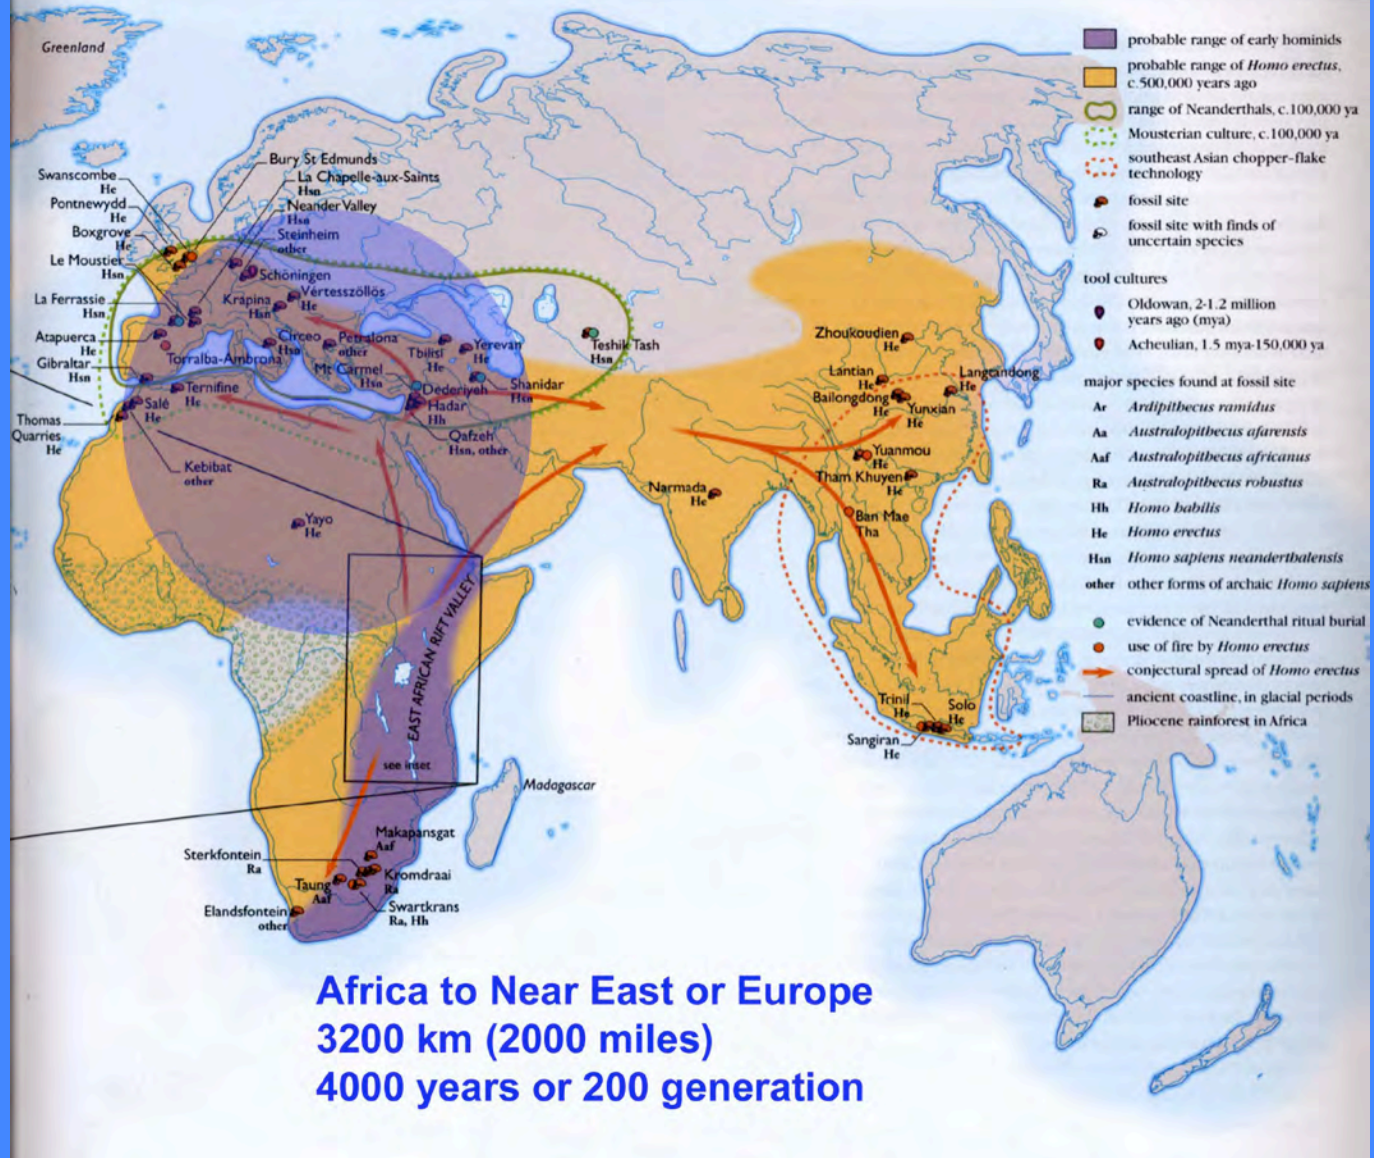 Greenland
Bury St Edmunds
La Chapelle-aux-Saints
Hsn
Swanscombe
He
Pontnewydd
He
Neander Valley
Hsn
Boxgrove
He
Steinheim
other
Le Moustier
Hsn
Schöningen
La Ferrassie
Hsn
Krapina
Hsn
Vértesszöllös
He
Atapuerca
He
Circeo
Hsn
Petralona
other
Tbilisi
He
Yerevan
He
Teshik Tash
Hsn
Gibraltar
Hsn
Torralba-Ambrona
Mt Carmel
Hsn
Dederiyeh
Shanidar
Hsn
Ternifine
He
Hadar
Hh
Salé
He
Thomas
Quarries
He
Qafzeh
Hsn, other
Kebibat
other
Yayo
He
Zhoukoudien
He
Lantian
He
Langtandong
He
Bailongdong
He
Yunxian
He
Yuanmou
He
Tham Khuyen
He
Narmada
He
Ban Mae
Tha
EAST AFRICAN RIFT VALLEY
see inset
Trinil
He
Solo
He
Sangiran
He
Madagascar
Makapansgat
Aaf
Sterkfontein
Ra
Kromdraai
Ra
Taung
Aaf
Swartkrans
Ra, Hh
Elandsfontein
other
probable range of early hominids
probable range of Homo erectus,
c.500,000 years ago
range of Neanderthals, c.100,000 ya
Mousterian culture, c.100,000 ya
southeast Asian chopper-flake
technology
fossil site
fossil site with finds of
uncertain species
tool cultures
Oldowan, 2-1.2 million
years ago (mya)
Acheulian, 1.5 mya-150,000 ya
major species found at fossil site
Ar Ardipithecus ramidus
Aa Australopithecus afarensis
Aaf Australopithecus africanus
Ra Australopithecus robustus
Hh Homo habilis
He Homo erectus
Hsn Homo sapiens neanderthalensis
other other forms of archaic Homo sapiens
evidence of Neanderthal ritual burial
use of fire by Homo erectus
conjectural spread of Homo erectus
ancient coastline, in glacial periods
Pliocene rainforest in Africa
Africa to Near East or Europe
3200 km (2000 miles)
4000 years or 200 generation